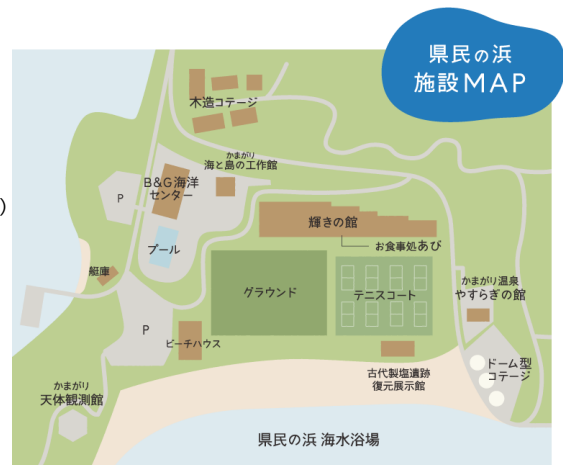 県民の浜
施設MAP
木造コテージ
かまがり
海と島の工作館
B&G海洋
センター
P
)
プール
輝きの館
お食事処あび
艇庫
グラウンド
テニスコート
かまがり温泉
やすらぎの館
P
ビーチハウス
古代製塩遺跡
復元展示館
ドーム型
コテージ
かまがり
天体観測館
県民の浜 海水浴場